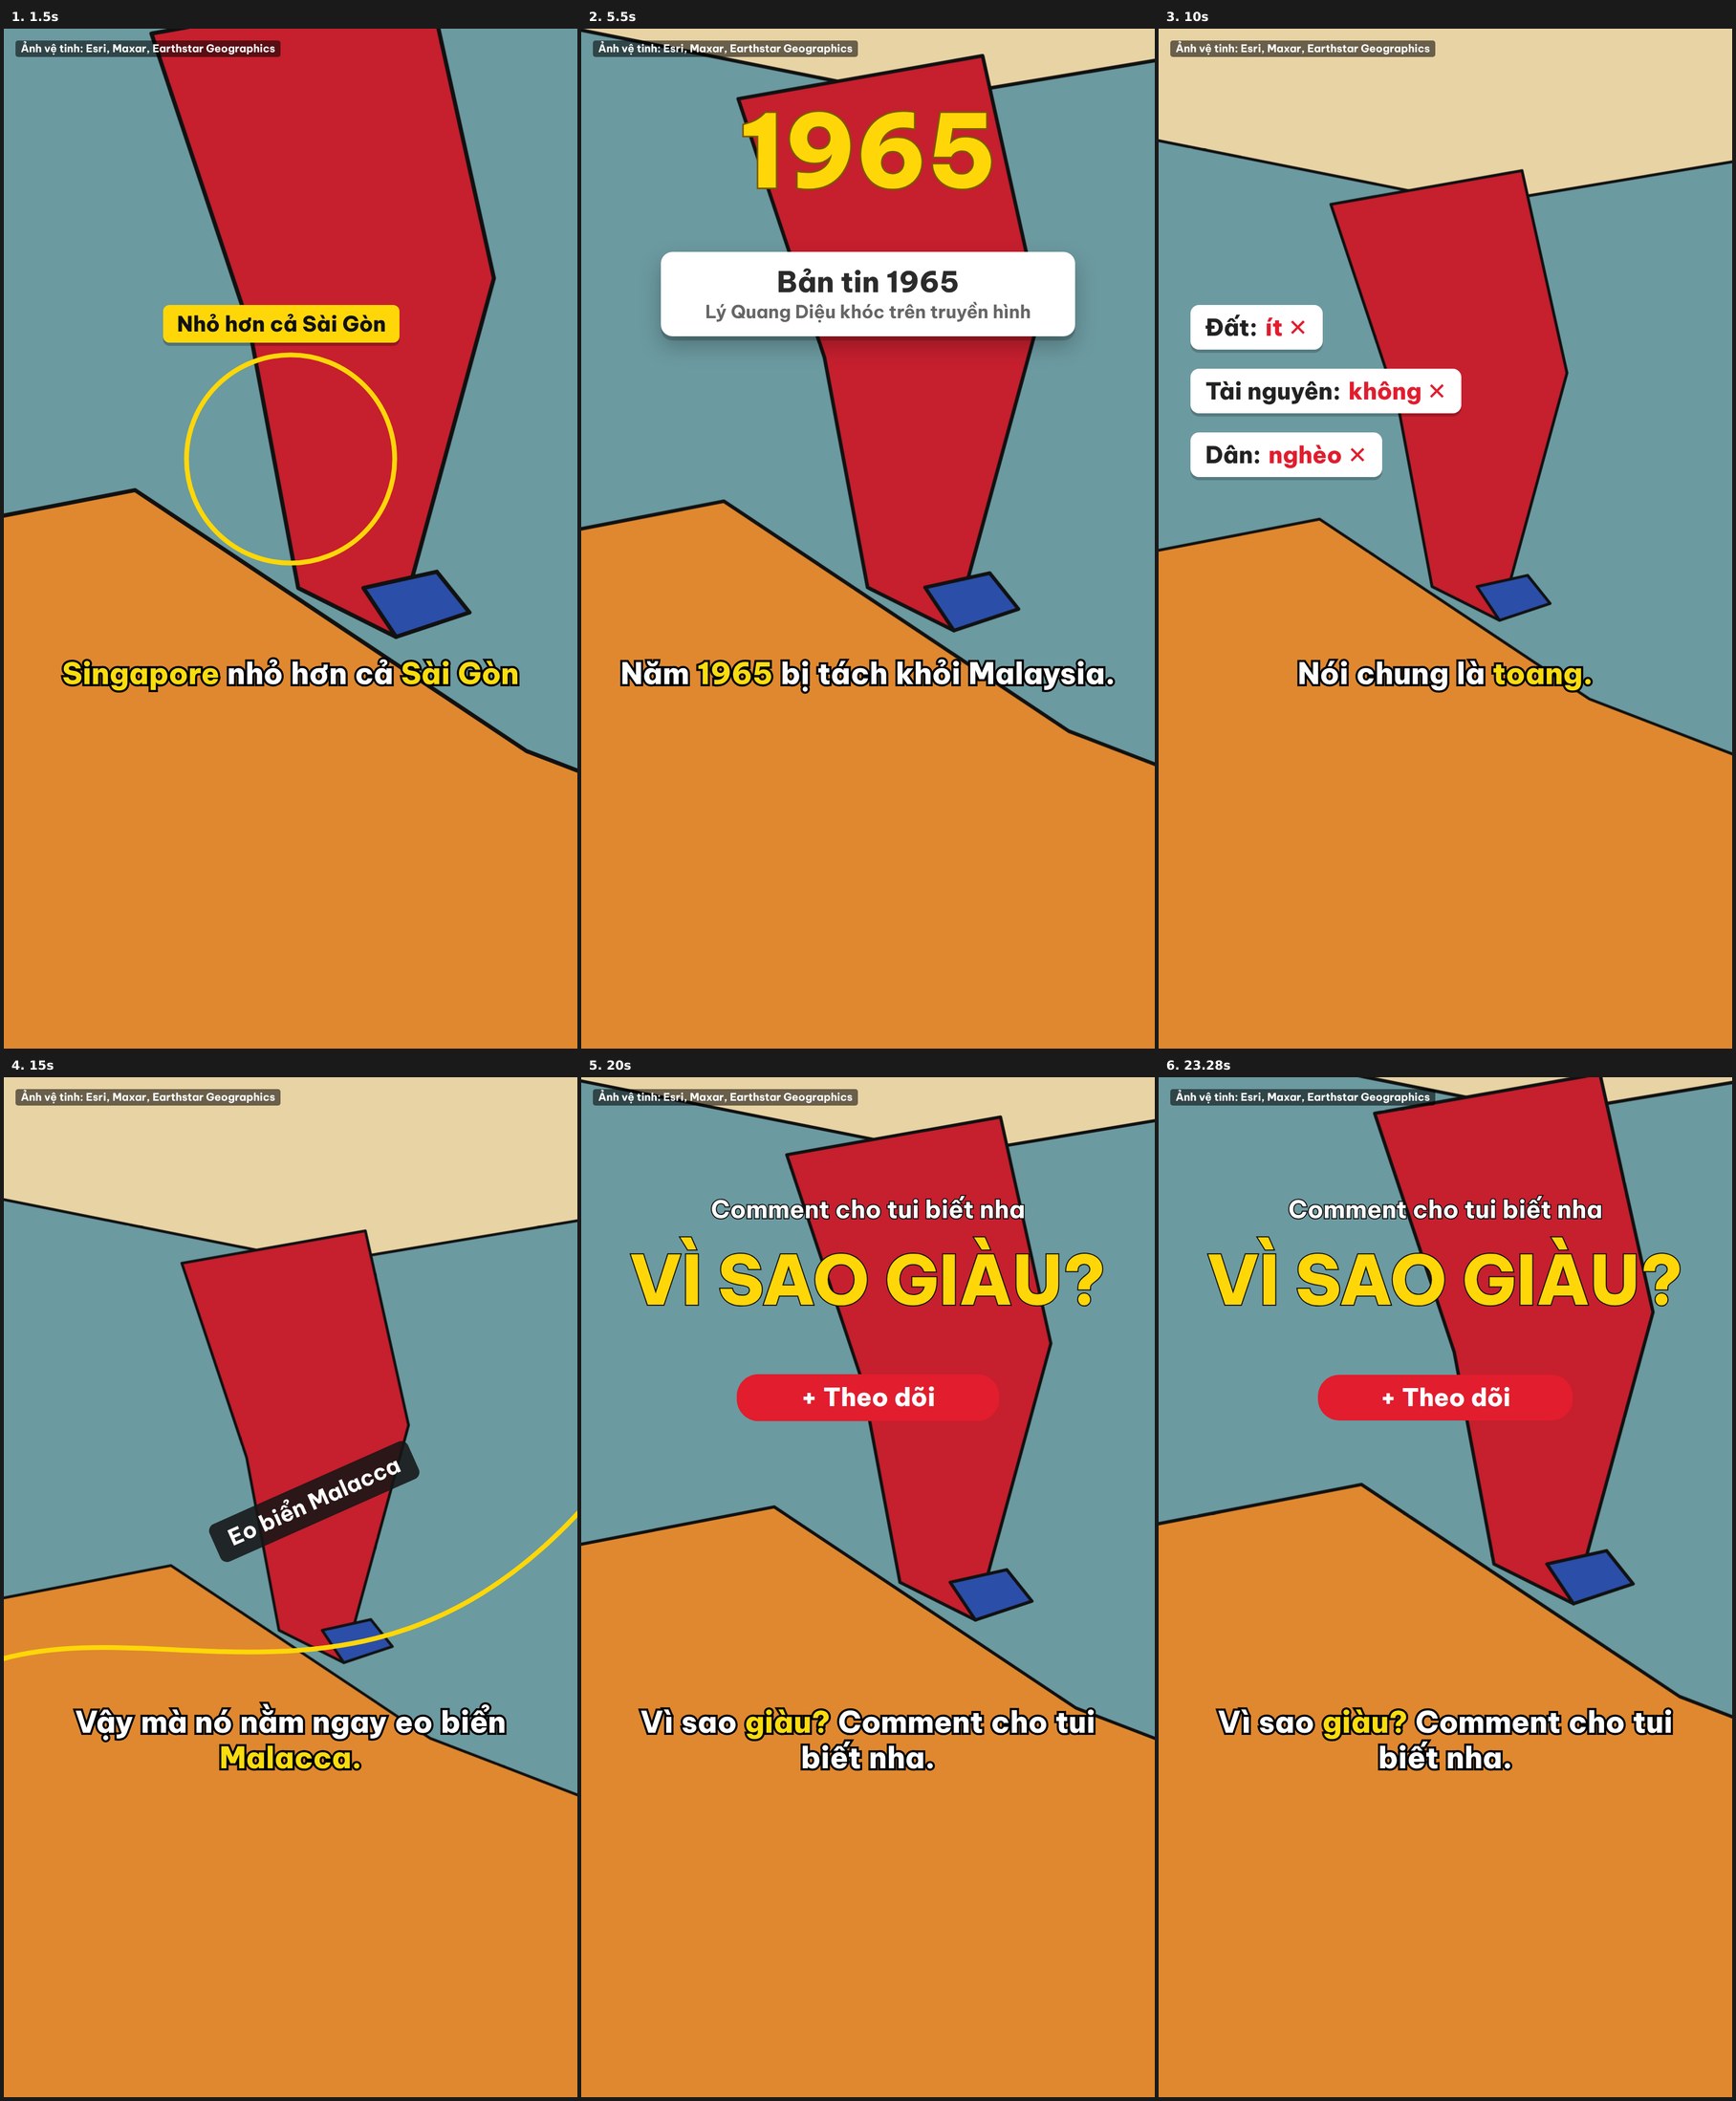 1. 1.5s
Ảnh vệ tinh: Esri, Maxar, Earthstar Geographics
Nhỏ hơn cả Sài Gòn
Singapore nhỏ hơn cả Sài Gòn
2. 5.5s
Ảnh vệ tinh: Esri, Maxar, Earthstar Geographics
1965
Bản tin 1965
Lý Quang Diệu khóc trên truyền hình
Năm 1965 bị tách khỏi Malaysia.
3. 10s
Ảnh vệ tinh: Esri, Maxar, Earthstar Geographics
Đất: ít ✕
Tài nguyên: không ✕
Dân: nghèo ✕
Nói chung là toang.
4. 15s
Ảnh vệ tinh: Esri, Maxar, Earthstar Geographics
Eo biển Malacca
Vậy mà nó nằm ngay eo biển
Malacca.
5. 20s
Ảnh vệ tinh: Esri, Maxar, Earthstar Geographics
Comment cho tui biết nha
VÌ SAO GIÀU?
+ Theo dõi
Vì sao giàu? Comment cho tui
biết nha.
6. 23.28s
Ảnh vệ tinh: Esri, Maxar, Earthstar Geographics
Comment cho tui biết nha
VÌ SAO GIÀU?
+ Theo dõi
Vì sao giàu? Comment cho tui
biết nha.